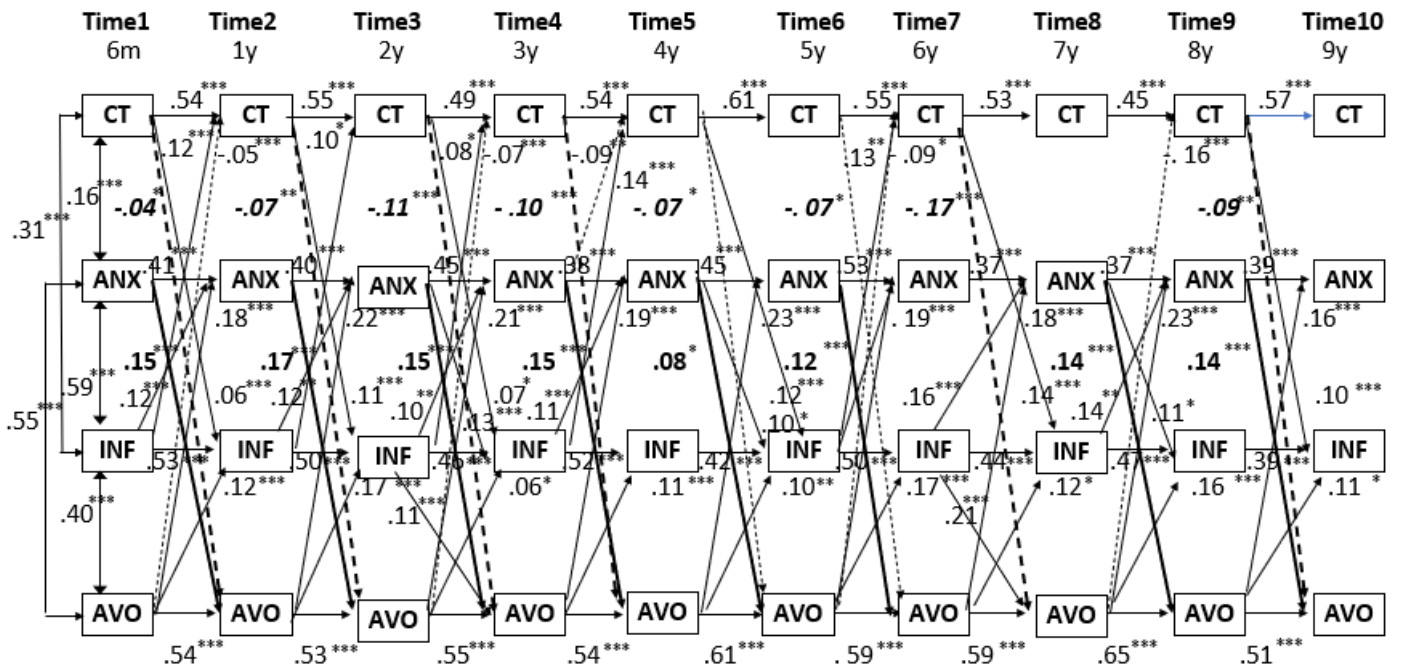 Time1 Time2 Time3 Time4 Time5 Time6 Time7 Time8 Time9 Time10
6m 1y 2y 3y 4y 5y 6y 7y 8y 9y
.54*** .55*** .49*** .54*** .61*** .55*** .53*** .45*** .57***
CT CT CT CT CT CT CT CT CT CT
.12*** -.05*** .10* .08* -.07*** -.09** .14*** .13** -.09* -.16***
.31*** .16*** -.04* -.07** -.11*** -.10*** -.07* -.07* -.17*** -.09**
.41*** .40*** .45*** .38*** .45*** .53*** .37*** .37*** .39***
ANX ANX ANX ANX ANX ANX ANX ANX ANX ANX
.18*** .22*** .21*** .19*** .23*** .19*** .18*** .23*** .16***
.15*** .17*** .15*** .15*** .08* .12*** .14*** .14***
.55*** .59*** .12*** .06*** .12** .11*** .10** .13*** .07* .11*** .12*** .10* .16*** .14*** .14** .11* .10***
INF INF INF INF INF INF INF INF INF INF
.53*** .50*** .46*** .52*** .42*** .50*** .44*** .47*** .39***
.12*** .17*** .06* .11*** .10** .17*** .12* .16*** .11*
.40*** .11*** .21***
AVO AVO AVO AVO AVO AVO AVO AVO AVO AVO
.54*** .53*** .55*** .54*** .61*** .59*** .59*** .65*** .51***